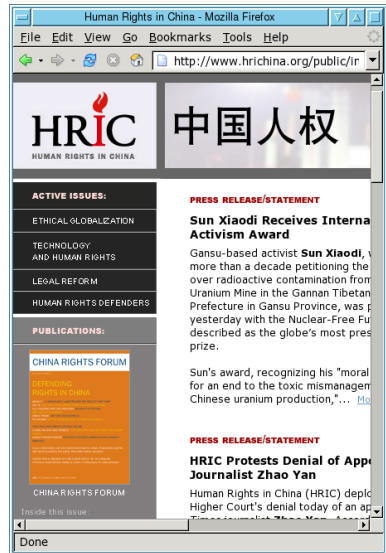 Human Rights in China - Mozilla Firefox
File Edit View Go Bookmarks Tools Help
http://www.hrichina.org/public/in
HRIC
HUMAN RIGHTS IN CHINA
中国人权
ACTIVE ISSUES:
ETHICAL GLOBALIZATION
TECHNOLOGY
AND HUMAN RIGHTS
LEGAL REFORM
HUMAN RIGHTS DEFENDERS
PUBLICATIONS:
CHINA RIGHTS FORUM
DEFENDING
RIGHTS IN CHINA
CHINA RIGHTS FORUM
Inside this issue:
PRESS RELEASE/STATEMENT
Sun Xiaodi Receives Interna
Activism Award
Gansu-based activist Sun Xiaodi, w
more than a decade petitioning the
over radioactive contamination from
Uranium Mine in the Gannan Tibetan
Prefecture in Gansu Province, was p
yesterday with the Nuclear-Free Fu
described as the globe's most pres
prize.
Sun's award, recognizing his "moral
for an end to the toxic mismanagem
Chinese uranium production,"... Mo
PRESS RELEASE/STATEMENT
HRIC Protests Denial of Appe
Journalist Zhao Yan
Human Rights in China (HRIC) deplo
Higher Court's denial today of an ap
Times journalist Zhao Yan. Accord
Done